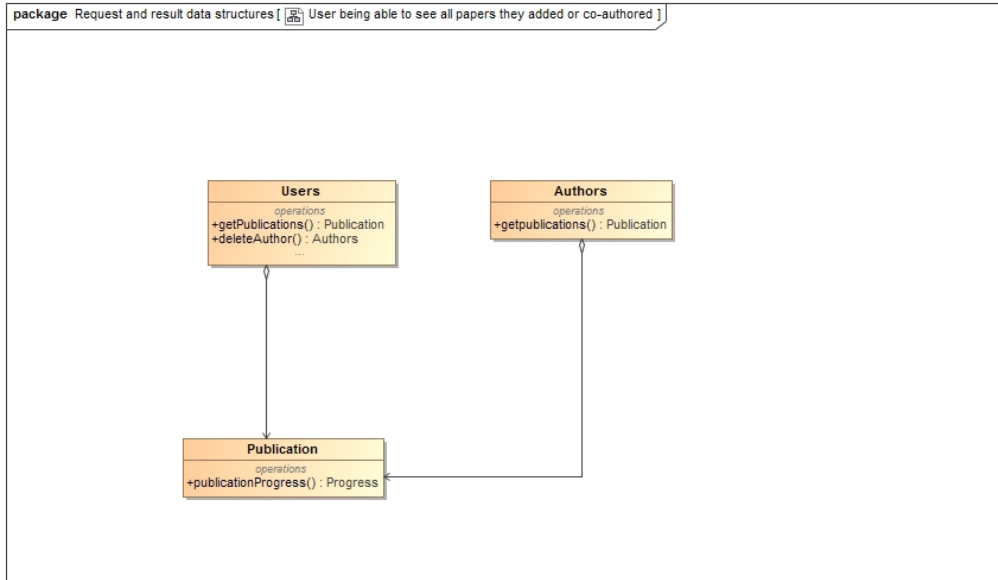 package Request and result data structures [ User being able to see all papers they added or co-authored ]
Users
operations
+getPublications() : Publication
+deleteAuthor() : Authors
...
Authors
operations
+getpublications() : Publication
Publication
operations
+publicationProgress() : Progress